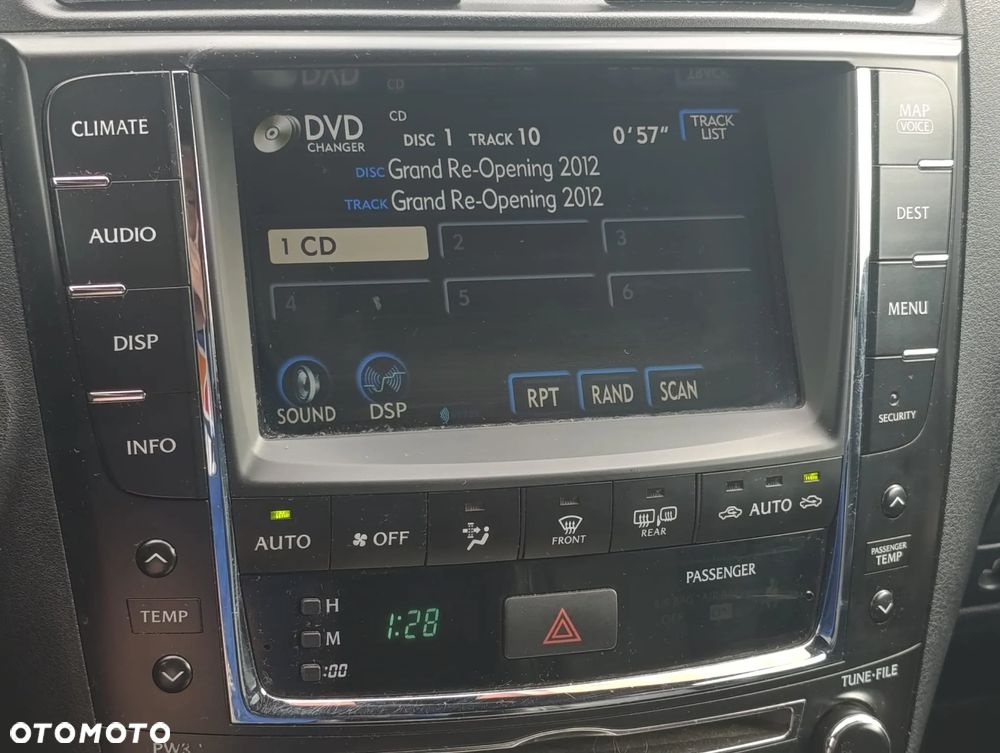 DVD
CD
TRACK
CLIMATE
AUDIO
DISP
INFO
DVD
CHANGER
CD
DISC 1 TRACK 10
0'57"
TRACK
LIST
DISC Grand Re-Opening 2012
TRACK Grand Re-Opening 2012
1 CD
2
3
4
5
6
SOUND
DSP
RPT
RAND
SCAN
MAP
VOICE
DEST
MENU
SECURITY
AUTO
OFF
FRONT
REAR
AUTO
PASSENGER
PASSENGER
TEMP
TEMP
H
M
:00
1:28
TUNE·FILE
OTOMOTO